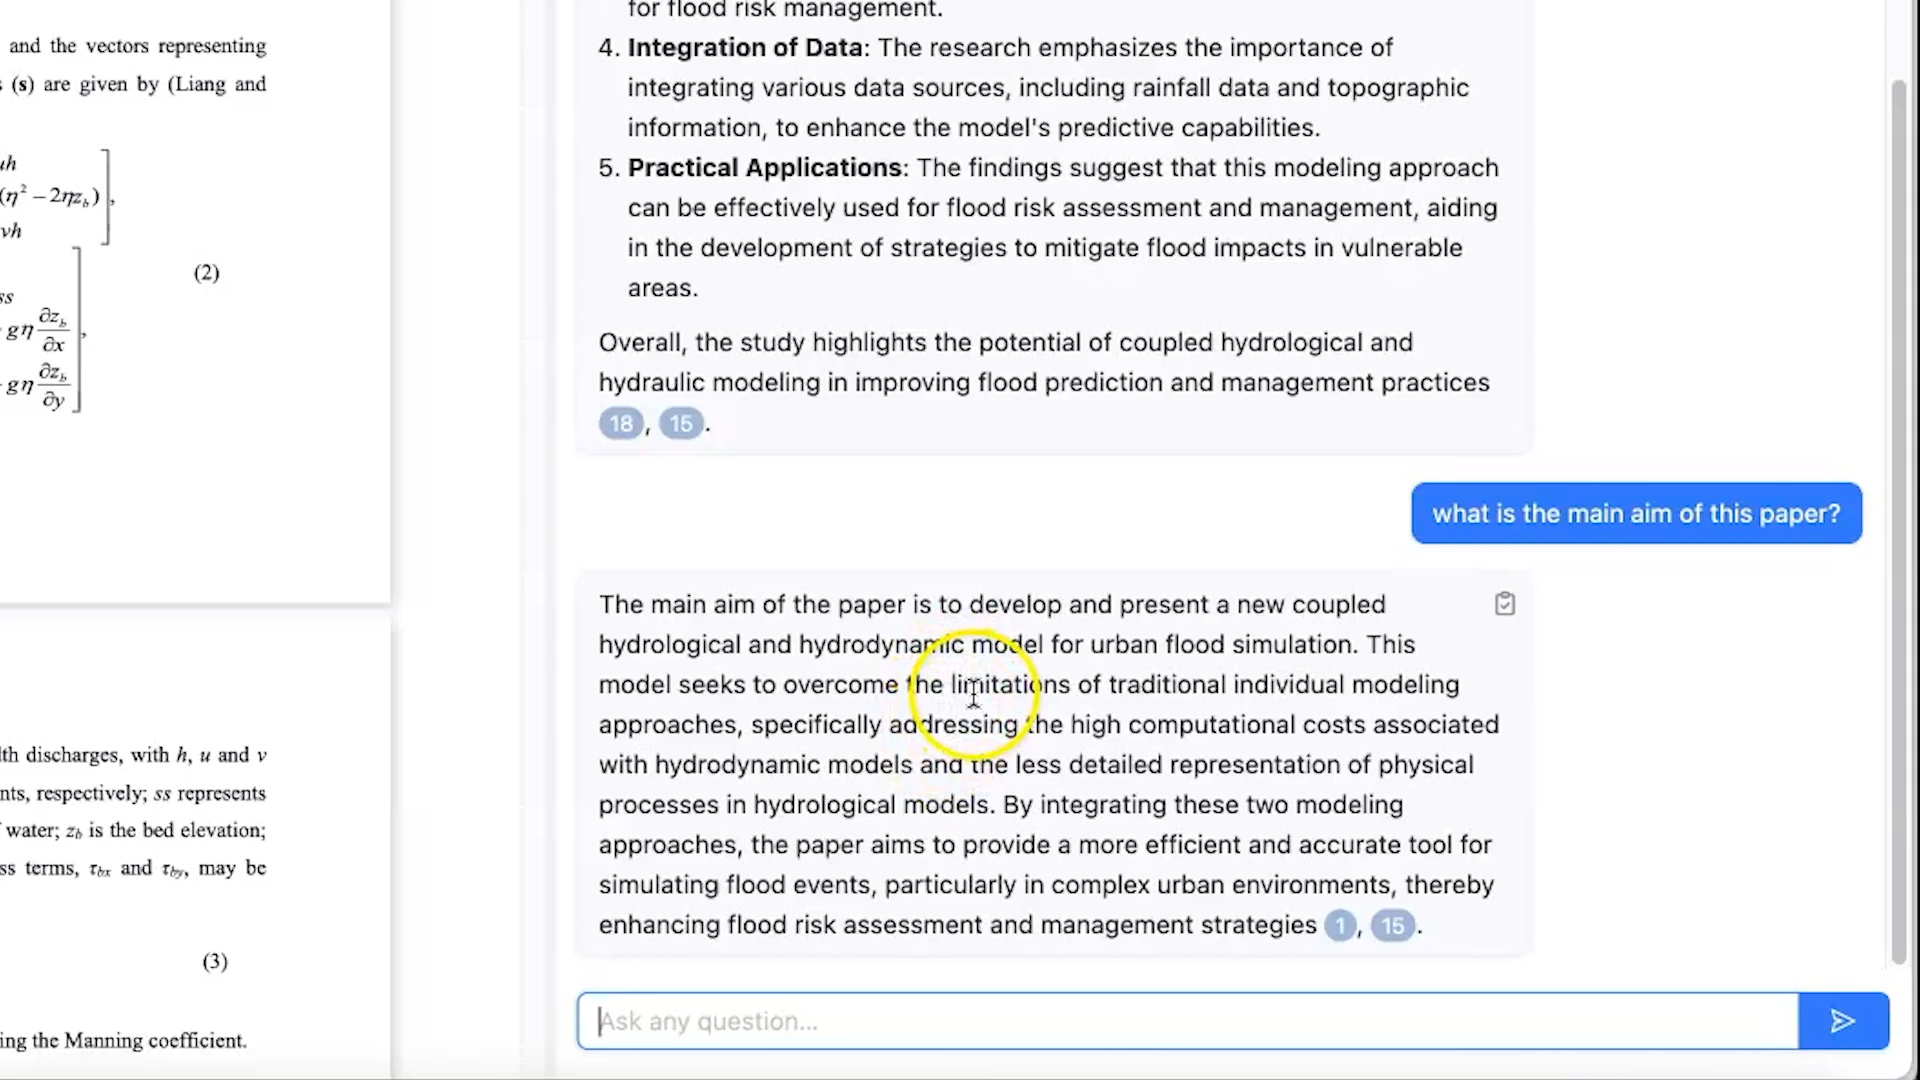 and the vectors representing
(s) are given by (Liang and
uh
(η² – 2ηz_b)
,
vh
(2)
ss
gη ∂z_b/∂x
,
gη ∂z_b/∂y
th discharges, with h, u and v
nts, respectively; ss represents
water; z_b is the bed elevation;
ss terms, τ_bx and τ_by, may be
(3)
ing the Manning coefficient.
for flood risk management.
4. Integration of Data: The research emphasizes the importance of
integrating various data sources, including rainfall data and topographic
information, to enhance the model's predictive capabilities.
5. Practical Applications: The findings suggest that this modeling approach
can be effectively used for flood risk assessment and management, aiding
in the development of strategies to mitigate flood impacts in vulnerable
areas.
Overall, the study highlights the potential of coupled hydrological and
hydraulic modeling in improving flood prediction and management practices
18, 15.
what is the main aim of this paper?
The main aim of the paper is to develop and present a new coupled
hydrological and hydrodynamic model for urban flood simulation. This
model seeks to overcome the limitations of traditional individual modeling
approaches, specifically addressing the high computational costs associated
with hydrodynamic models and the less detailed representation of physical
processes in hydrological models. By integrating these two modeling
approaches, the paper aims to provide a more efficient and accurate tool for
simulating flood events, particularly in complex urban environments, thereby
enhancing flood risk assessment and management strategies 1, 15.
Ask any question...